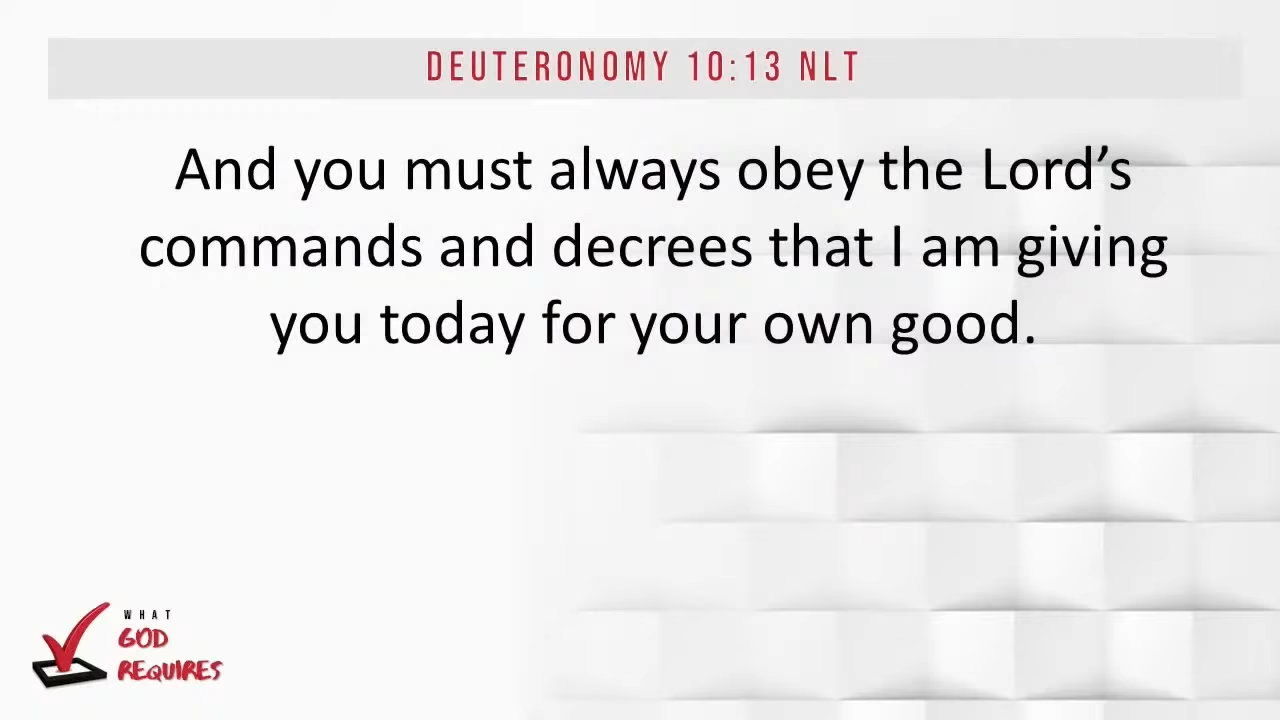 DEUTERONOMY 10:13 NLT
And you must always obey the Lord’s
commands and decrees that I am giving
you today for your own good.
WHAT
GOD
REQUIRES